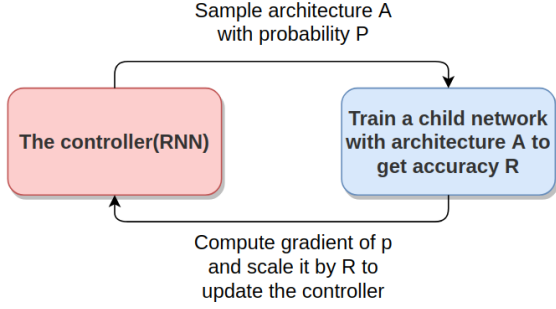 Sample architecture A
with probability P
The controller(RNN)
Train a child network
with architecture A to
get accuracy R
Compute gradient of p
and scale it by R to
update the controller